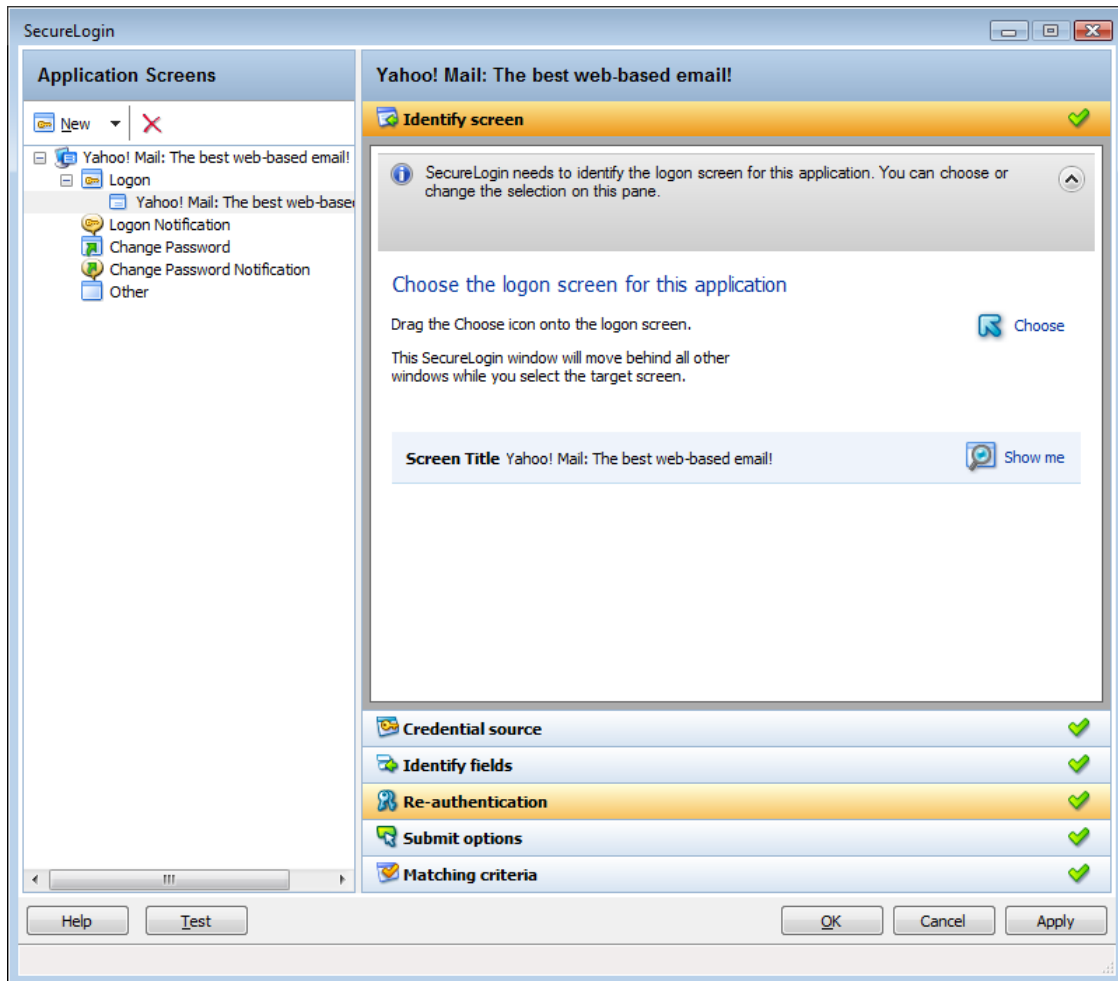 SecureLogin
Application Screens
New
Yahoo! Mail: The best web-based email!
Logon
Yahoo! Mail: The best web-base
Logon Notification
Change Password
Change Password Notification
Other
Yahoo! Mail: The best web-based email!
Identify screen
SecureLogin needs to identify the logon screen for this application. You can choose or
change the selection on this pane.
Choose the logon screen for this application
Drag the Choose icon onto the logon screen.
Choose
This SecureLogin window will move behind all other
windows while you select the target screen.
Screen Title Yahoo! Mail: The best web-based email!
Show me
Credential source
Identify fields
Re-authentication
Submit options
Matching criteria
Help
Test
OK
Cancel
Apply